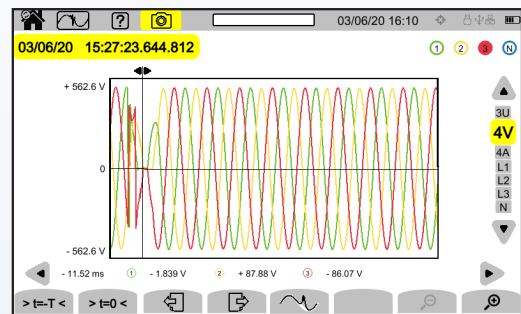 ? 03/06/20 16:10
03/06/20 15:27:23.644.812 1 2 3 N
+ 562.6 V
3U
4V
4A
L1
L2
L3
N
0
- 562.6 V
- 11.52 ms 1 - 1.839 V 2 + 87.88 V 3 - 86.07 V
> t=-T < > t=0 <